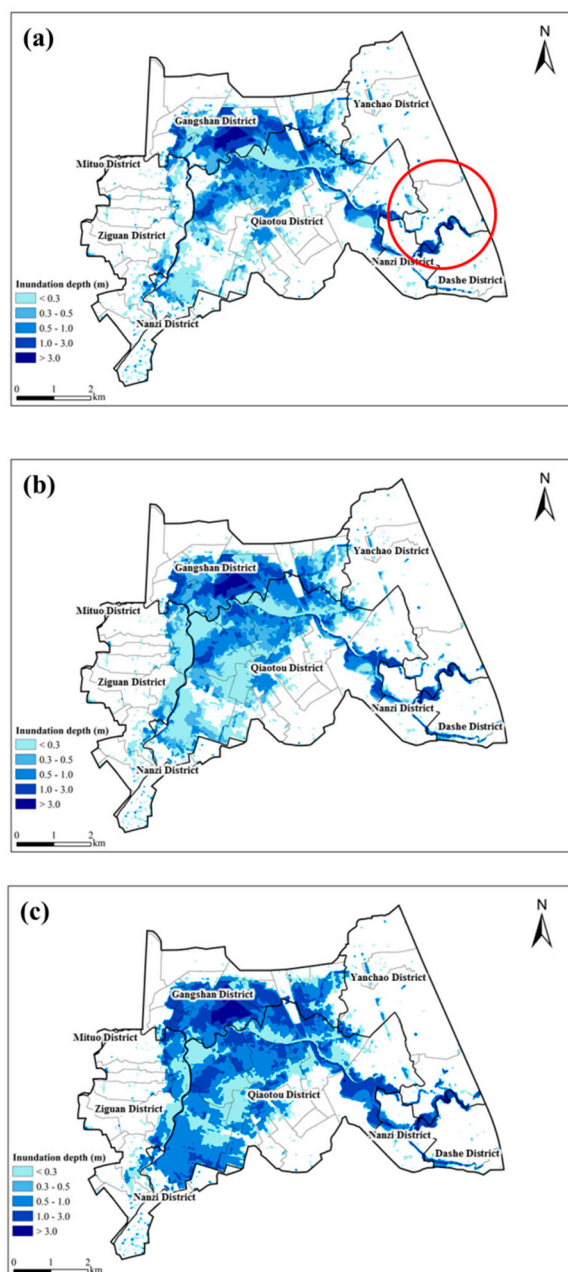 (a)
N
Yanchao District
Gangshan District
Mituo District
Qiaotou District
Ziguan District
Nanzi District
Dashe District
Inundation depth (m)
< 0.3
0.3 - 0.5
0.5 - 1.0
1.0 - 3.0
> 3.0
Nanzi District
0 1 2
km
(b)
N
Yanchao District
Gangshan District
Mituo District
Qiaotou District
Ziguan District
Nanzi District
Dashe District
Inundation depth (m)
< 0.3
0.3 - 0.5
0.5 - 1.0
1.0 - 3.0
> 3.0
Nanzi District
0 1 2
km
(c)
N
Yanchao District
Gangshan District
Mituo District
Qiaotou District
Ziguan District
Nanzi District
Dashe District
Inundation depth (m)
< 0.3
0.3 - 0.5
0.5 - 1.0
1.0 - 3.0
> 3.0
Nanzi District
0 1 2
km